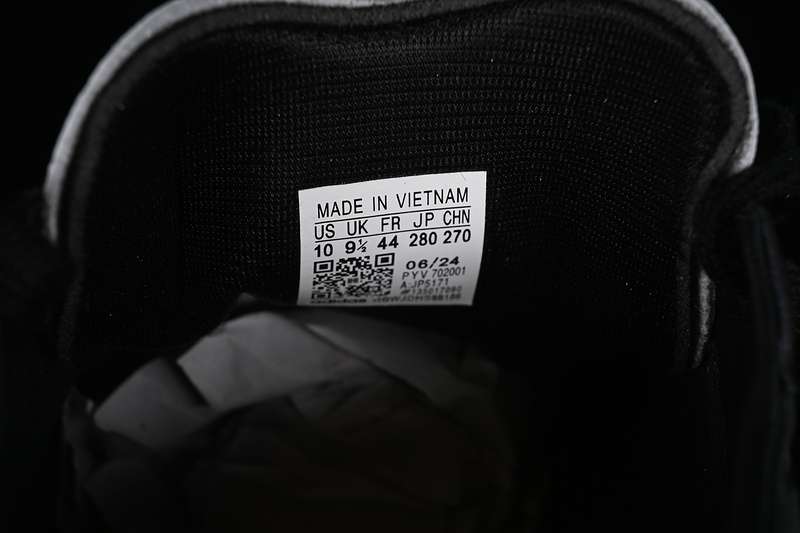 MADE IN VIETNAM
US UK FR JP CHN
10 9½ 44 280 270
06/24
PYV 702001
A:JP5171